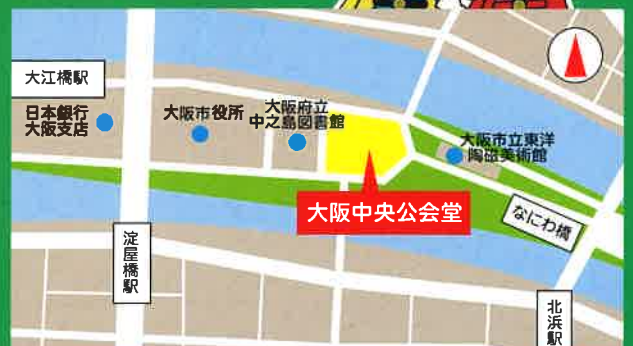 大江橋駅
日本銀行
大阪支店
大阪市役所
大阪府立
中之島図書館
大阪市立東洋
陶磁美術館
大阪中央公会堂
なにわ橋
淀屋橋駅
北浜駅